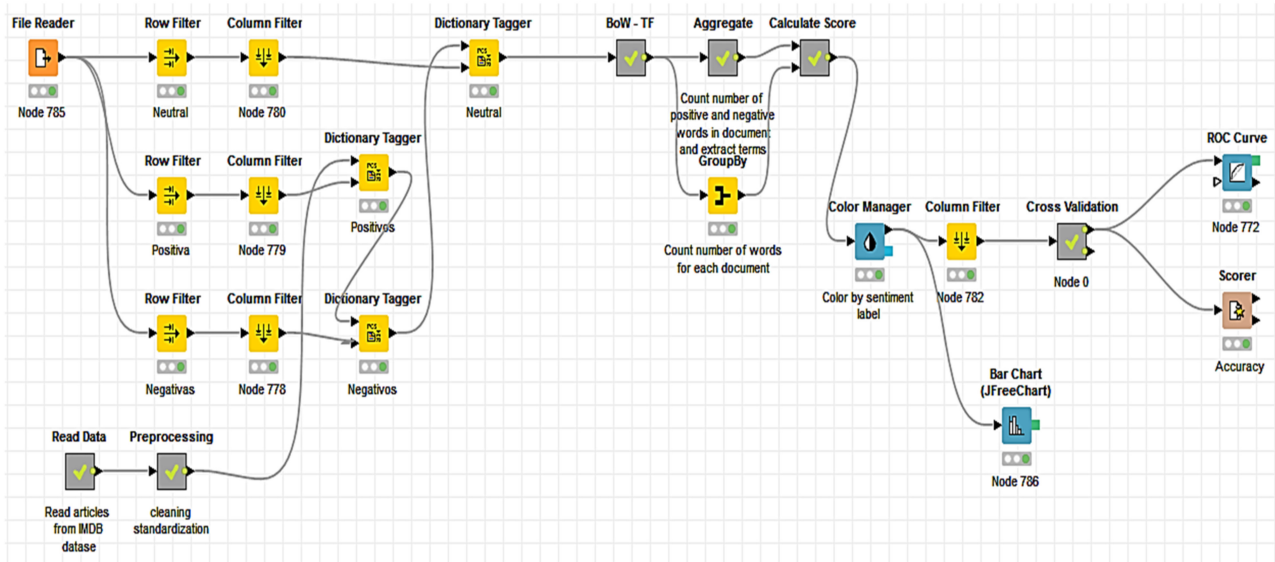 File Reader
Row Filter
Column Filter
Dictionary Tagger
BoW - TF
Aggregate
Calculate Score
Node 785
Neutral
Node 780
Neutral
Count number of
positive and negative
words in document
and extract terms
Dictionary Tagger
Row Filter
Column Filter
GroupBy
ROC Curve
Positiva
Node 779
Positivos
Count number of words
for each document
Color Manager
Column Filter
Cross Validation
Node 772
Color by sentiment
label
Node 782
Node 0
Scorer
Row Filter
Column Filter
Dictionary Tagger
Accuracy
Negativas
Node 778
Negativos
Bar Chart
(JFreeChart)
Node 786
Read Data
Preprocessing
Read articles
from IMDB
datase
cleaning
standardization